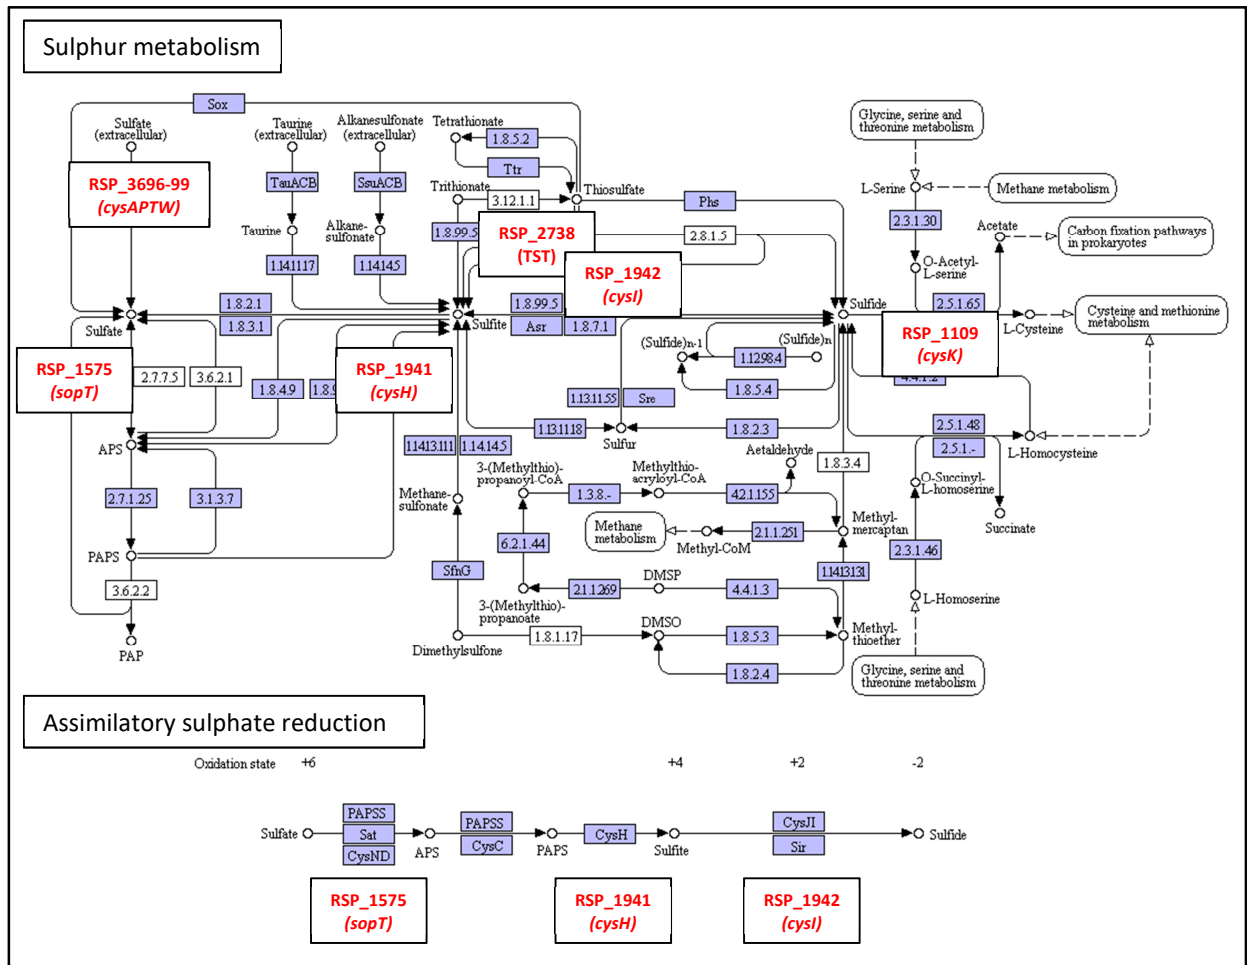 Sulphur metabolism
Sox
Sulfate
(extracellular)
Taurine
(extracellular)
Alkanesulfonate
(extracellular)
Tetrathionate
1.8.5.2
Ttr
Glycine, serine and
threonine metabolism
RSP_3696-99
(cysAPTW)
TauACB
SsuACB
Trithionate
3.12.1.1
Thiosulfate
Phs
L-Serine
Methane metabolism
2.3.1.30
Taurine
Alkane-
sulfonate
1.8.99.5
RSP_2738
(TST)
2.8.1.5
Acetate
Carbon fixation pathways
in prokaryotes
1.14.11.17
1.14.14.5
RSP_1942
(cysI)
O-Acetyl-
L-serine
1.8.2.1
1.8.3.1
1.8.99.5
Asr
1.8.7.1
2.5.1.65
Sulfate
Sulfite
Sulfide
L-Cysteine
Cysteine and methionine
metabolism
RSP_1109
(cysK)
RSP_1575
(sopT)
2.7.7.5
3.6.2.1
1.8.4.9
RSP_1941
(cysH)
(Sulfide)n-1
(Sulfide)n
1.12.98.4
1.8.5.4
4.4.1.2
1.13.11.55
Sre
1.13.11.18
Sulfur
1.8.2.3
2.5.1.48
2.5.1.-
L-Homocysteine
APS
1.14.13.111
1.14.14.5
Aetaldehyde
1.8.3.4
2.7.1.25
3.1.3.7
Methane-
sulfonate
3-(Methylthio)-
propanoyl-CoA
1.3.8.-
Methylthio-
acryloyl-CoA
4.2.1.155
O-Succinyl-
L-homoserine
Succinate
Methane
metabolism
Methyl-CoM
2.1.1.251
Methyl-
mercaptan
PAPS
6.2.1.44
2.3.1.46
3.6.2.2
SfnG
2.1.1.269
DMSP
4.4.1.3
1.14.13.131
3-(Methylthio)-
propanoate
L-Homoserine
PAP
Dimethylsulfone
1.8.1.17
DMSO
1.8.5.3
Methyl-
thioether
1.8.2.4
Glycine, serine and
threonine metabolism
Assimilatory sulphate reduction
Oxidation state +6 +4 +2 -2
PAPSS
Sat
CysND
PAPSS
CysC
CysH
CysJI
Sir
Sulfate
APS
PAPS
Sulfite
Sulfide
RSP_1575
(sopT)
RSP_1941
(cysH)
RSP_1942
(cysI)